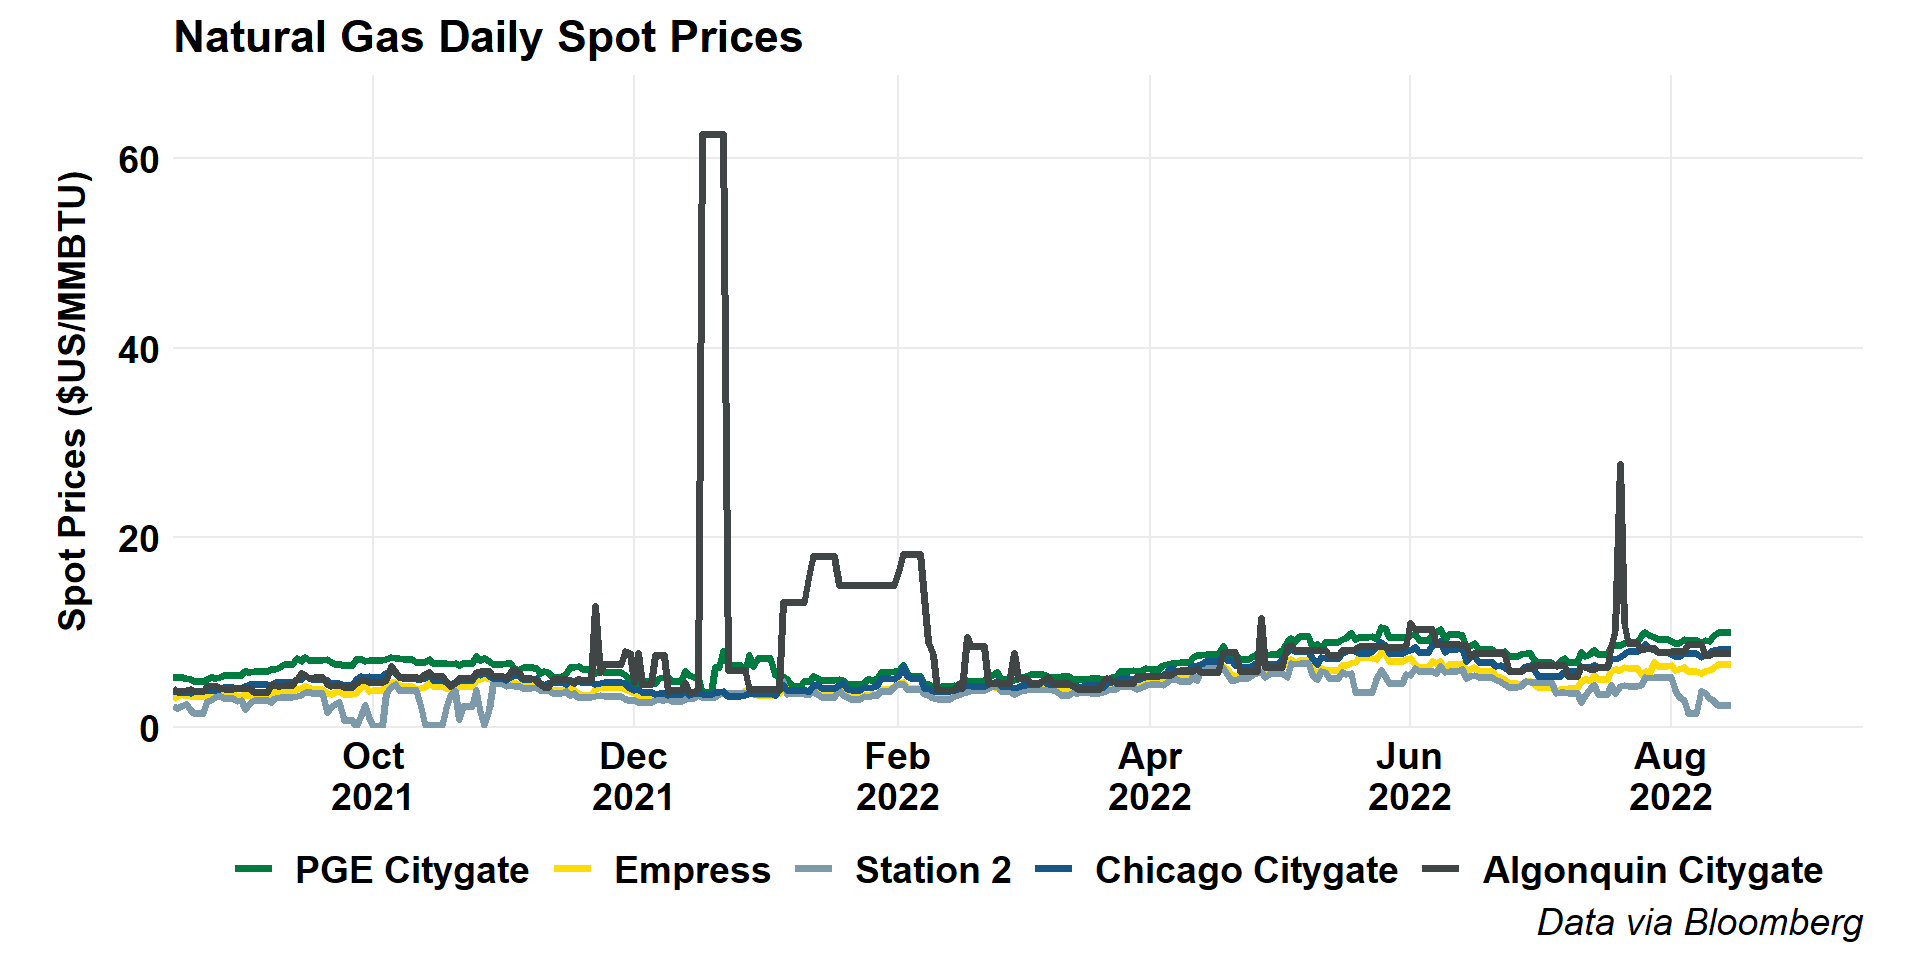 Natural Gas Daily Spot Prices
Spot Prices ($US/MMBTU)
60
40
20
0
Oct Dec Feb Apr Jun Aug
2021 2021 2022 2022 2022 2022
PGE Citygate Empress Station 2 Chicago Citygate Algonquin Citygate
Data via Bloomberg